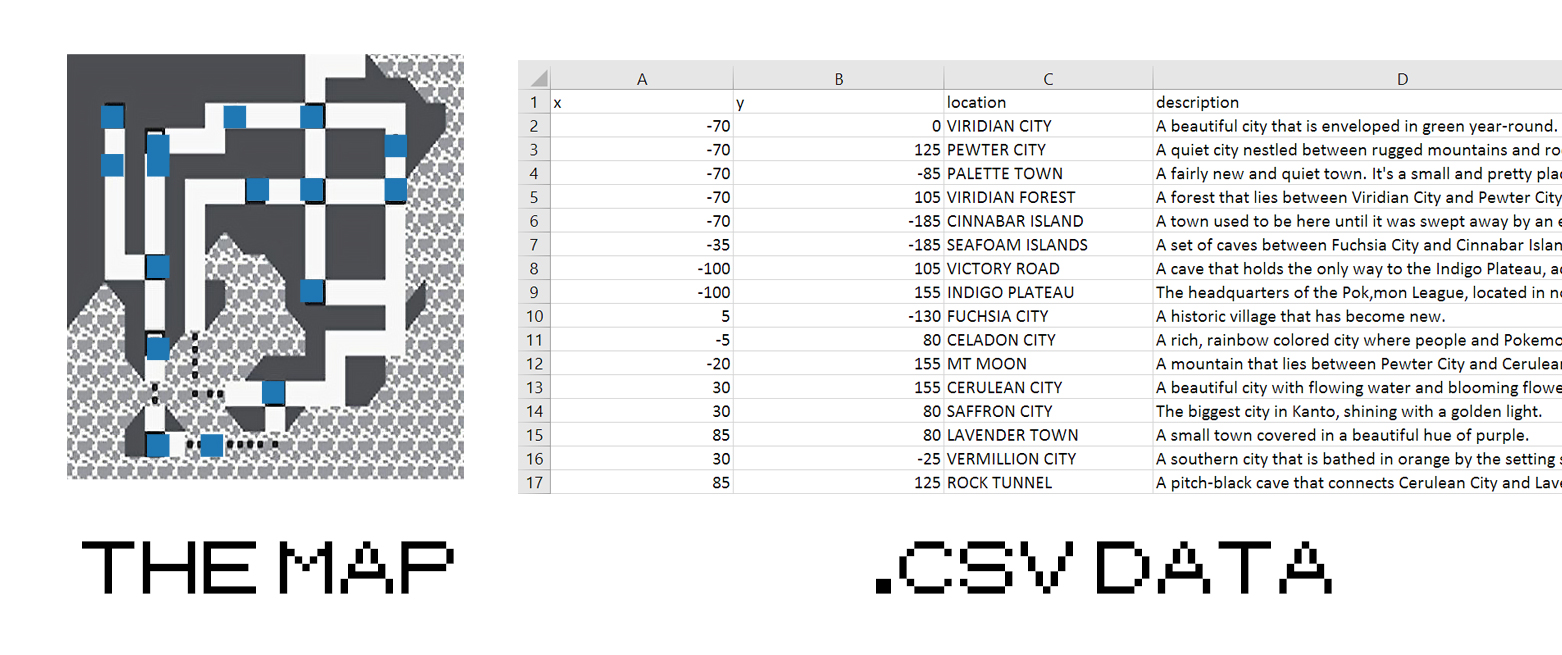 A B C D
1 x y location description
2 -70 0 VIRIDIAN CITY A beautiful city that is enveloped in green year-round.
3 -70 125 PEWTER CITY A quiet city nestled between rugged mountains and
4 -70 -85 PALETTE TOWN A fairly new and quiet town. It's a small and pretty
5 -70 105 VIRIDIAN FOREST A forest that lies between Viridian City and Pewter City
6 -70 -185 CINNABAR ISLAND A town used to be here until it was swept away by an
7 -35 -185 SEAFOAM ISLANDS A set of caves between Fuchsia City and Cinnabar
8 -100 105 VICTORY ROAD A cave that holds the only way to the Indigo Plateau,
9 -100 155 INDIGO PLATEAU The headquarters of the Pok,mon League, located in
10 5 -130 FUCHSIA CITY A historic village that has become new.
11 -5 80 CELADON CITY A rich, rainbow colored city where people and
12 -20 155 MT MOON A mountain that lies between Pewter City and
13 30 155 CERULEAN CITY A beautiful city with flowing water and blooming
14 30 80 SAFFRON CITY The biggest city in Kanto, shining with a golden light.
15 85 80 LAVENDER TOWN A small town covered in a beautiful hue of purple.
16 30 -25 VERMILLION CITY A southern city that is bathed in orange by the setting
17 85 125 ROCK TUNNEL A pitch-black cave that connects Cerulean City and
THE MAP
.CSV DATA